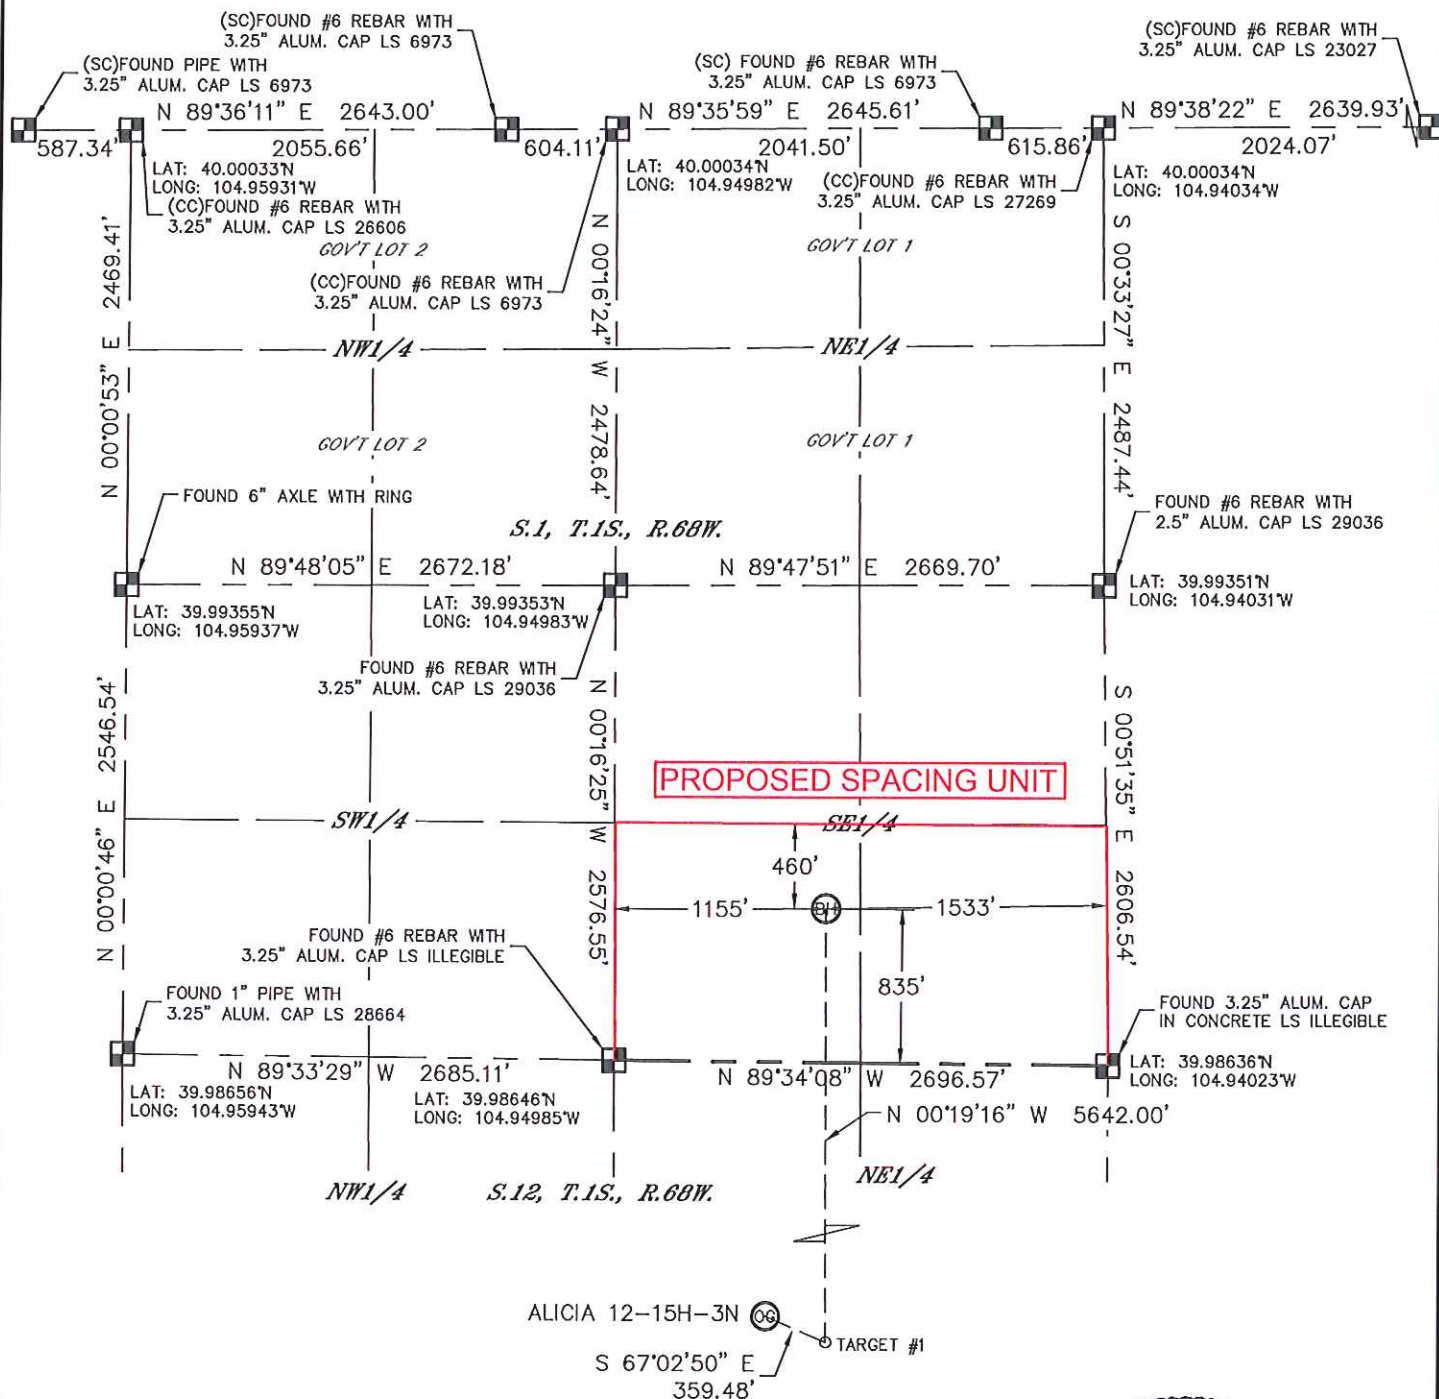 (SC)FOUND #6 REBAR WITH
3.25" ALUM. CAP LS 6973
(SC)FOUND #6 REBAR WITH
3.25" ALUM. CAP LS 23027
(SC)FOUND PIPE WITH
3.25" ALUM. CAP LS 6973
(SC) FOUND #6 REBAR WITH
3.25" ALUM. CAP LS 6973
N 89°36'11" E 2643.00'
N 89°35'59" E 2645.61'
N 89°38'22" E 2639.93'
587.34'
2055.66'
604.11'
2041.50'
615.86'
2024.07'
LAT: 40.00033°N
LONG: 104.95931°W
LAT: 40.00034°N
LONG: 104.94982°W
LAT: 40.00034°N
LONG: 104.94034°W
(CC)FOUND #6 REBAR WITH
3.25" ALUM. CAP LS 26606
(CC)FOUND #6 REBAR WITH
3.25" ALUM. CAP LS 27269
GOV'T LOT 2
GOV'T LOT 1
(CC)FOUND #6 REBAR WITH
3.25" ALUM. CAP LS 6973
N 00°00'53" E 2469.41'
N 00°16'24" W 2478.64'
S 00°33'27" E 2487.44'
NW1/4
NE1/4
GOV'T LOT 2
GOV'T LOT 1
FOUND 6" AXLE WITH RING
FOUND #6 REBAR WITH
2.5" ALUM. CAP LS 29036
S.1, T.1S., R.68W.
N 89°48'05" E 2672.18'
N 89°47'51" E 2669.70'
LAT: 39.99355°N
LONG: 104.95937°W
LAT: 39.99353°N
LONG: 104.94983°W
LAT: 39.99351°N
LONG: 104.94031°W
FOUND #6 REBAR WITH
3.25" ALUM. CAP LS 29036
N 00°00'46" E 2546.54'
N 00°16'25" W 2576.55'
S 00°51'35" E 2606.54'
PROPOSED SPACING UNIT
SW1/4
SE1/4
460'
1155'
BH
1533'
835'
FOUND #6 REBAR WITH
3.25" ALUM. CAP LS ILLEGIBLE
FOUND 1" PIPE WITH
3.25" ALUM. CAP LS 28664
FOUND 3.25" ALUM. CAP
IN CONCRETE LS ILLEGIBLE
N 89°33'29" W 2685.11'
N 89°34'08" W 2696.57'
LAT: 39.98656°N
LONG: 104.95943°W
LAT: 39.98646°N
LONG: 104.94985°W
LAT: 39.98636°N
LONG: 104.94023°W
N 00°19'16" W 5642.00'
NW1/4
S.12, T.1S., R.68W.
NE1/4
ALICIA 12-15H-3N
OG
TARGET #1
S 67°02'50" E
359.48'